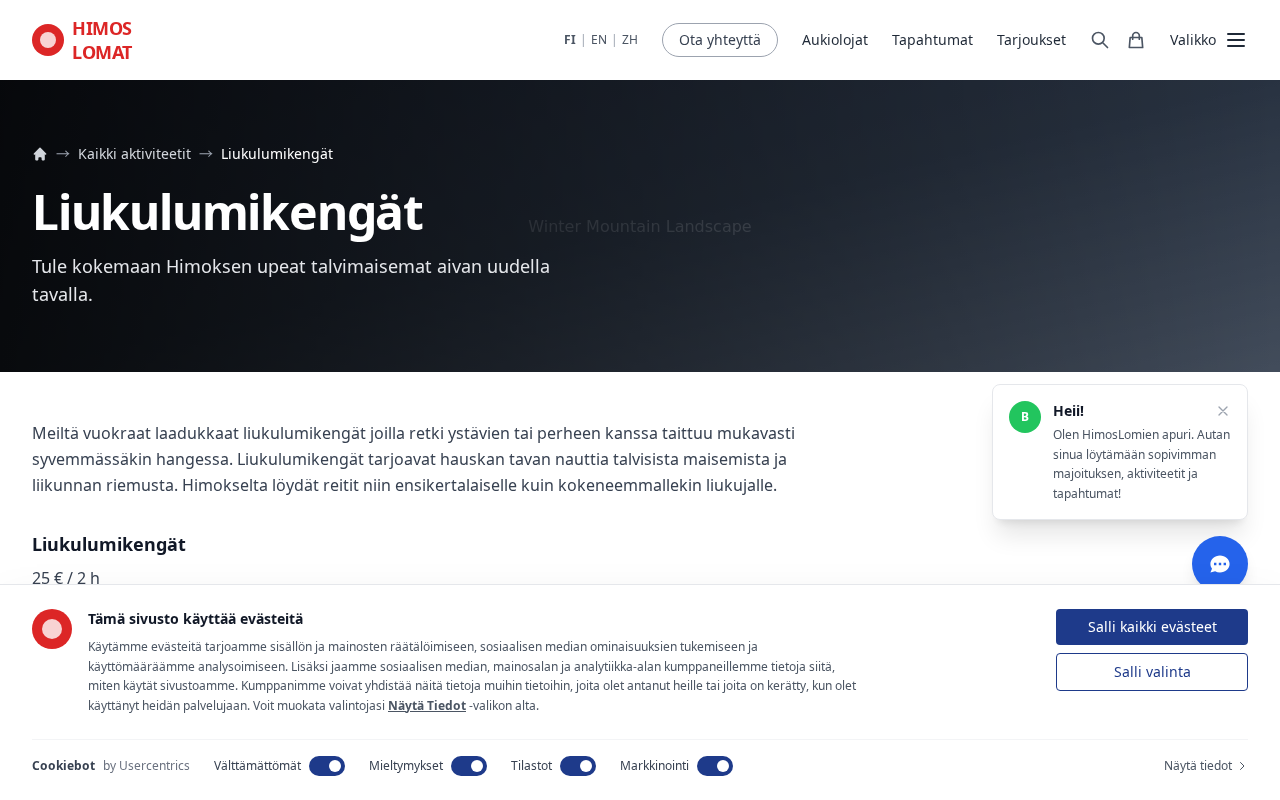 HIMOS
LOMAT
FI | EN | ZH
Ota yhteyttä
Aukiolojat
Tapahtumat
Tarjoukset
Valikko
Kaikki aktiviteetit → Liukulumikengät
Liukulumikengät
Winter Mountain Landscape
Tule kokemaan Himoksen upeat talvimaisemat aivan uudella
tavalla.
Meiltä vuokraat laadukkaat liukulumikengät joilla retki ystävien tai perheen kanssa taittuu mukavasti
syvemmässäkin hangessa. Liukulumikengät tarjoavat hauskan tavan nauttia talvisista maisemista ja
liikunnan riemusta. Himokselta löydät reitit niin ensikertalaiselle kuin kokeneemmallekin liukujalle.
Liukulumikengät
25 € / 2 h
B
Heii!
Olen HimosLomien apuri. Autan
sinua löytämään sopivimman
majoituksen, aktiviteetit ja
tapahtumat!
Tämä sivusto käyttää evästeitä
Käytämme evästeitä tarjoamme sisällön ja mainosten räätälöimiseen, sosiaalisen median ominaisuuksien tukemiseen ja
käyttömääräämme analysoimiseen. Lisäksi jaamme sosiaalisen median, mainosalan ja analytiikka-alan kumppaneillemme tietoja siitä,
miten käytät sivustoamme. Kumppanimme voivat yhdistää näitä tietoja muihin tietoihin, joita olet antanut heille tai joita on kerätty, kun olet
käyttänyt heidän palvelujaan. Voit muokata valintojasi Näytä Tiedot -valikon alta.
Salli kaikki evästeet
Salli valinta
Cookiebot by Usercentrics
Välttämättömät
Mieltymykset
Tilastot
Markkinointi
Näytä tiedot